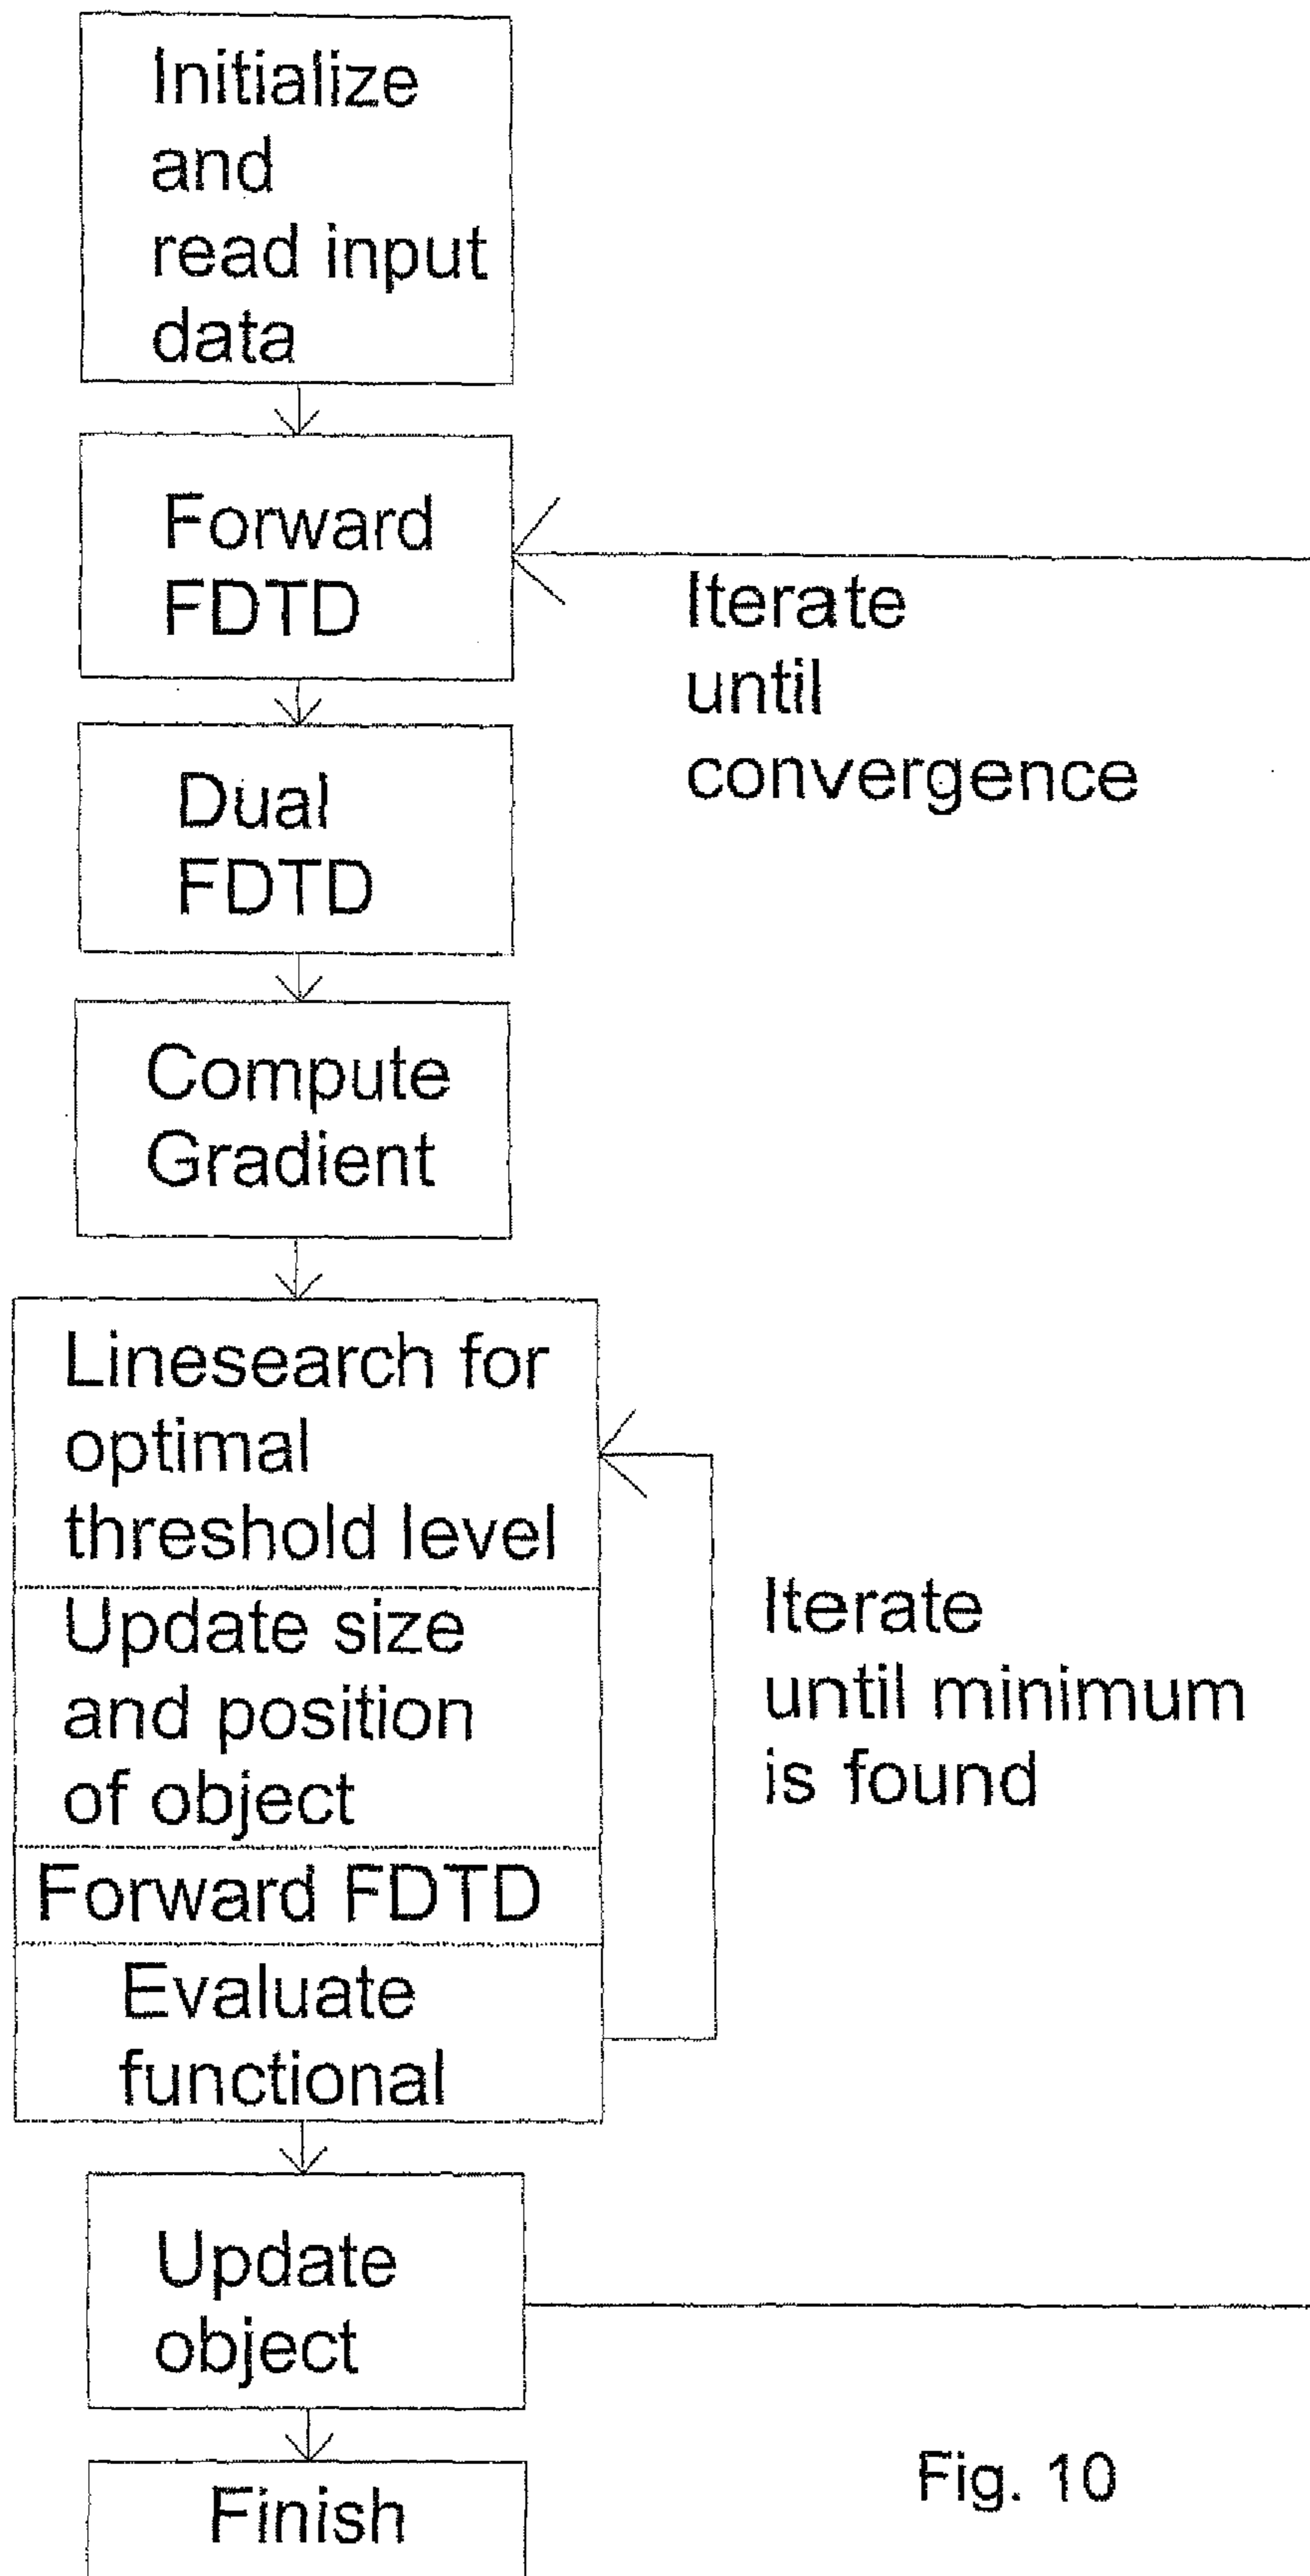 Initialize
and
read input
data
Forward
FDTD
Iterate
until
convergence
Dual
FDTD
Compute
Gradient
Linesearch for
optimal
threshold level
Update size
and position
of object
Forward FDTD
Evaluate
functional
Iterate
until minimum
is found
Update
object
Finish
Fig. 10